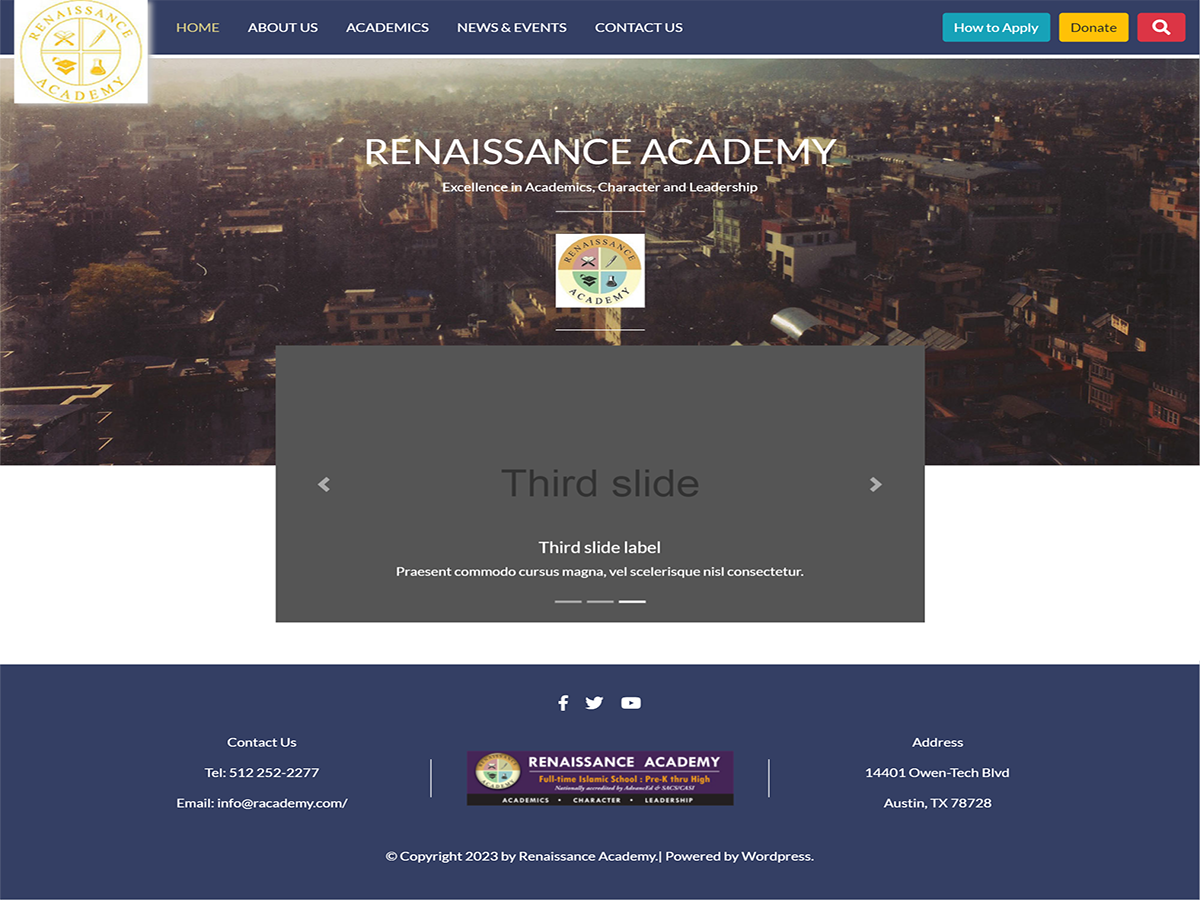 RENAISSANCE
ACADEMY
HOME ABOUT US ACADEMICS NEWS & EVENTS CONTACT US How to Apply Donate
RENAISSANCE ACADEMY
Excellence in Academics, Character and Leadership
RENAISSANCE
ACADEMY
Third slide
Third slide label
Praesent commodo cursus magna, vel scelerisque nisl consectetur.
Contact Us
Tel: 512 252-2277
Email: info@racademy.com/
RENAISSANCE
ACADEMY
RENAISSANCE ACADEMY
Full-time Islamic School : Pre-K thru High
Nationally accredited by AdvancEd & SACS/CASI
ACADEMICS • CHARACTER • LEADERSHIP
Address
14401 Owen-Tech Blvd
Austin, TX 78728
© Copyright 2023 by Renaissance Academy.| Powered by Wordpress.